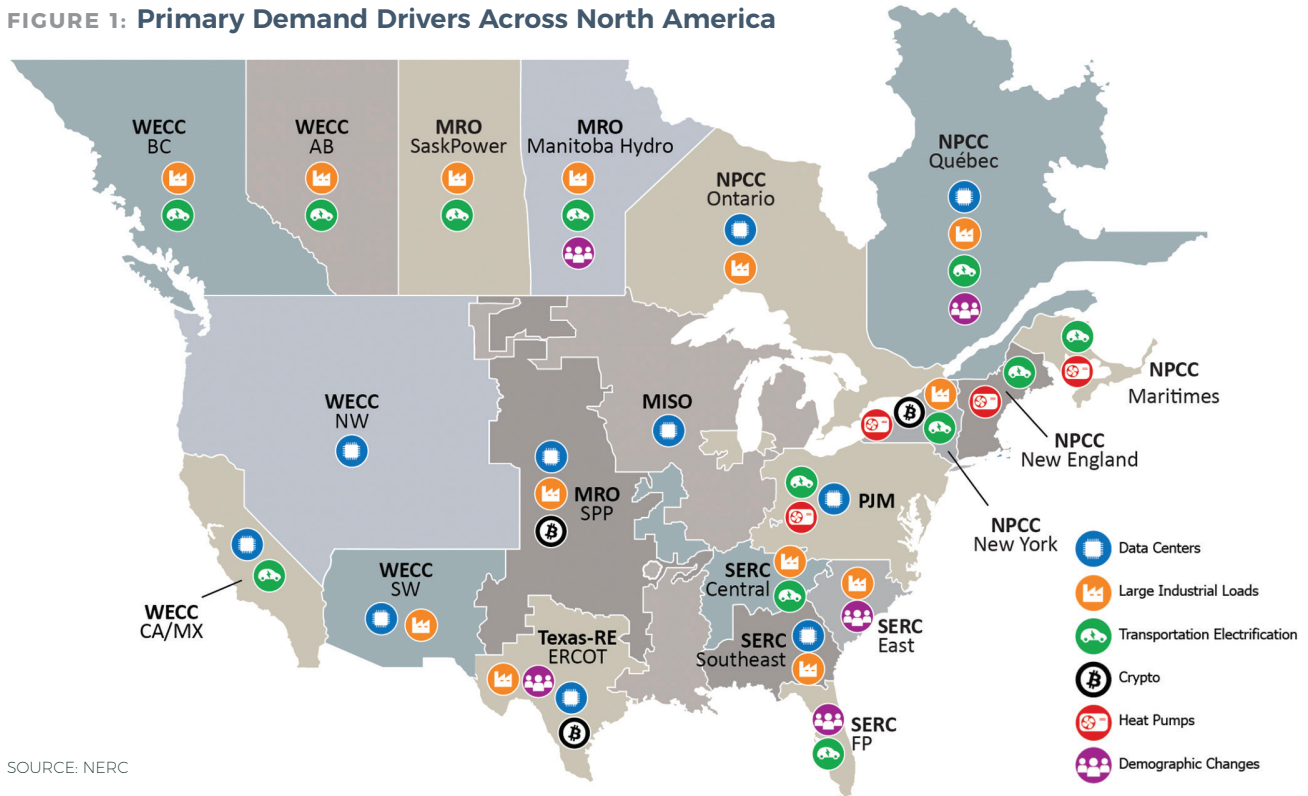 FIGURE 1: Primary Demand Drivers Across North America
WECC
BC
WECC
AB
MRO
SaskPower
MRO
Manitoba Hydro
NPCC
Ontario
NPCC
Québec
NPCC
Maritimes
WECC
NW
MISO
NPCC
New England
MRO
SPP
PJM
NPCC
New York
WECC
CA/MX
WECC
SW
SERC
Central
SERC
East
Texas-RE
ERCOT
SERC
Southeast
SERC
FP
Data Centers
Large Industrial Loads
Transportation Electrification
Crypto
Heat Pumps
Demographic Changes
SOURCE: NERC